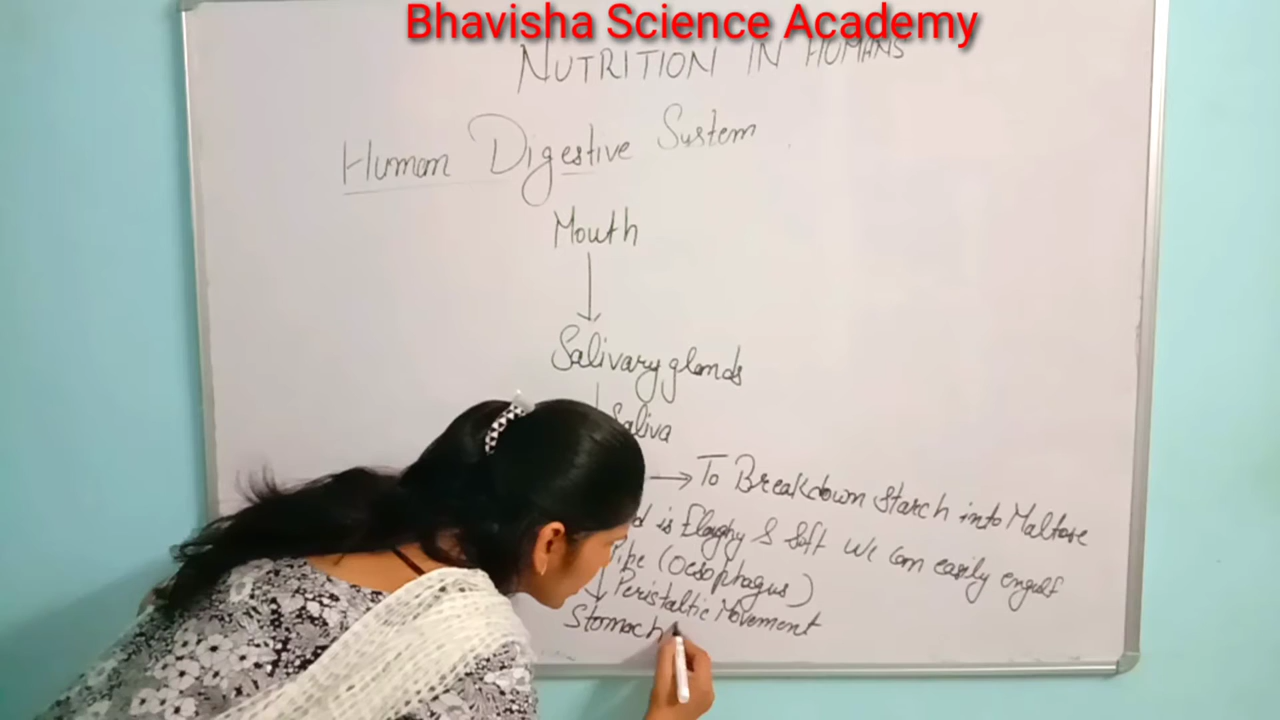 Bhavisha Science Academy
NUTRITION IN HUMANS
Human Digestive System
Mouth
Salivary glands
Saliva
To Breakdown Starch into Maltose
is & Soft We can easily engulf
(Oesophagus)
Peristaltic Movement
Stomach